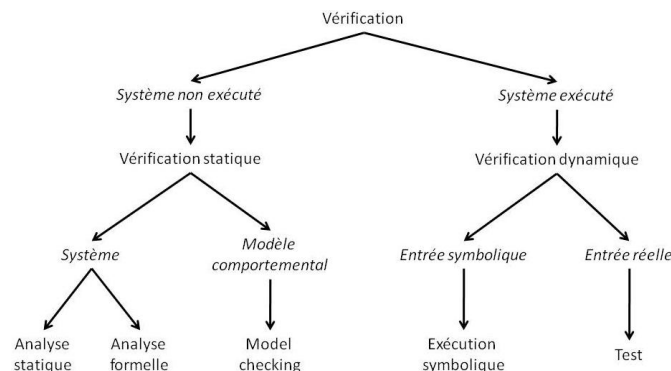 Vérification
Système non exécuté
Système exécuté
Vérification statique
Vérification dynamique
Système
Modèle
comportemental
Entrée symbolique
Entrée réelle
Analyse
statique
Analyse
formelle
Model
checking
Exécution
symbolique
Test